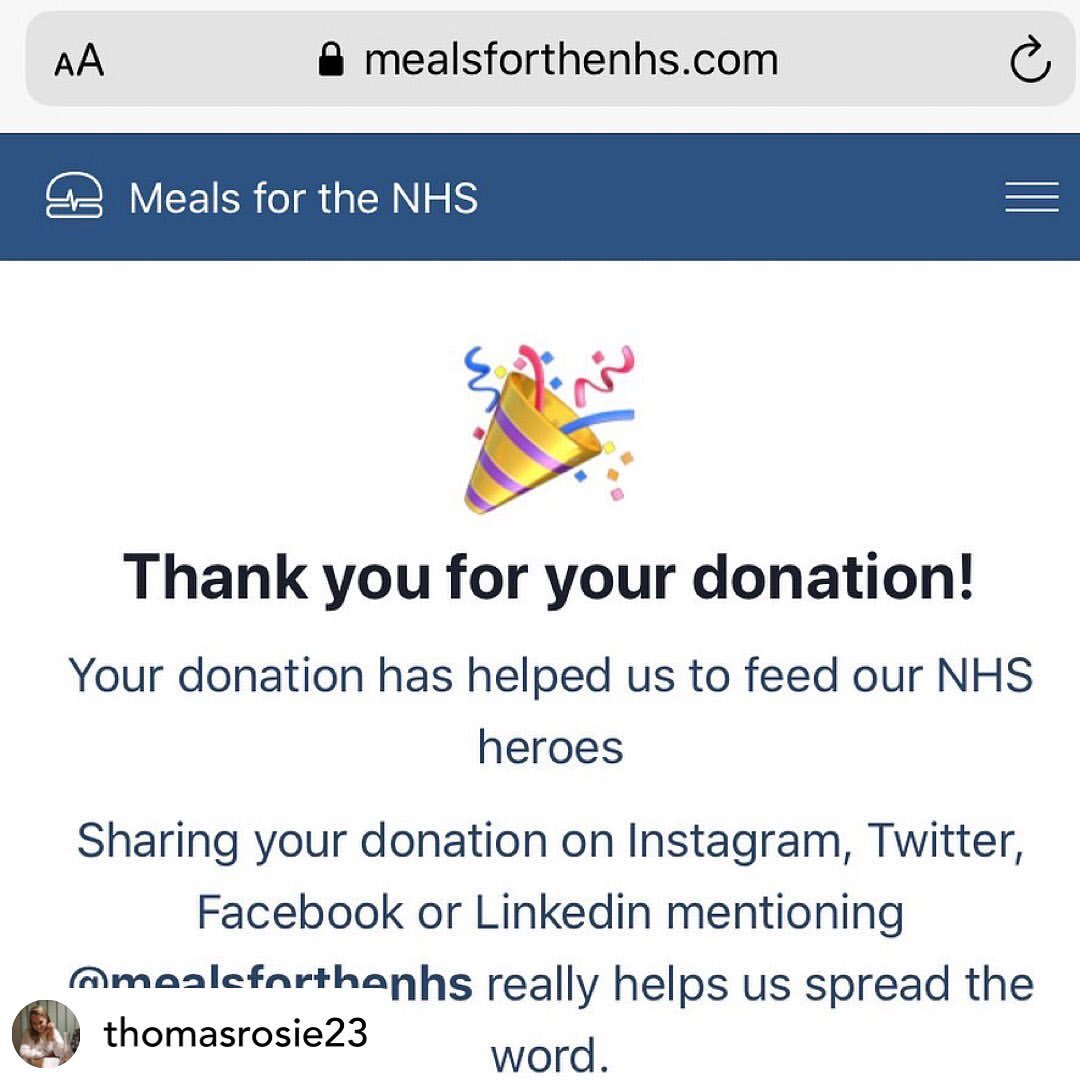 AA mealsforthenhs.com
Meals for the NHS
Thank you for your donation!
Your donation has helped us to feed our NHS
heroes
Sharing your donation on Instagram, Twitter,
Facebook or Linkedin mentioning
@mealsforthenhs really helps us spread the
word.
thomasrosie23